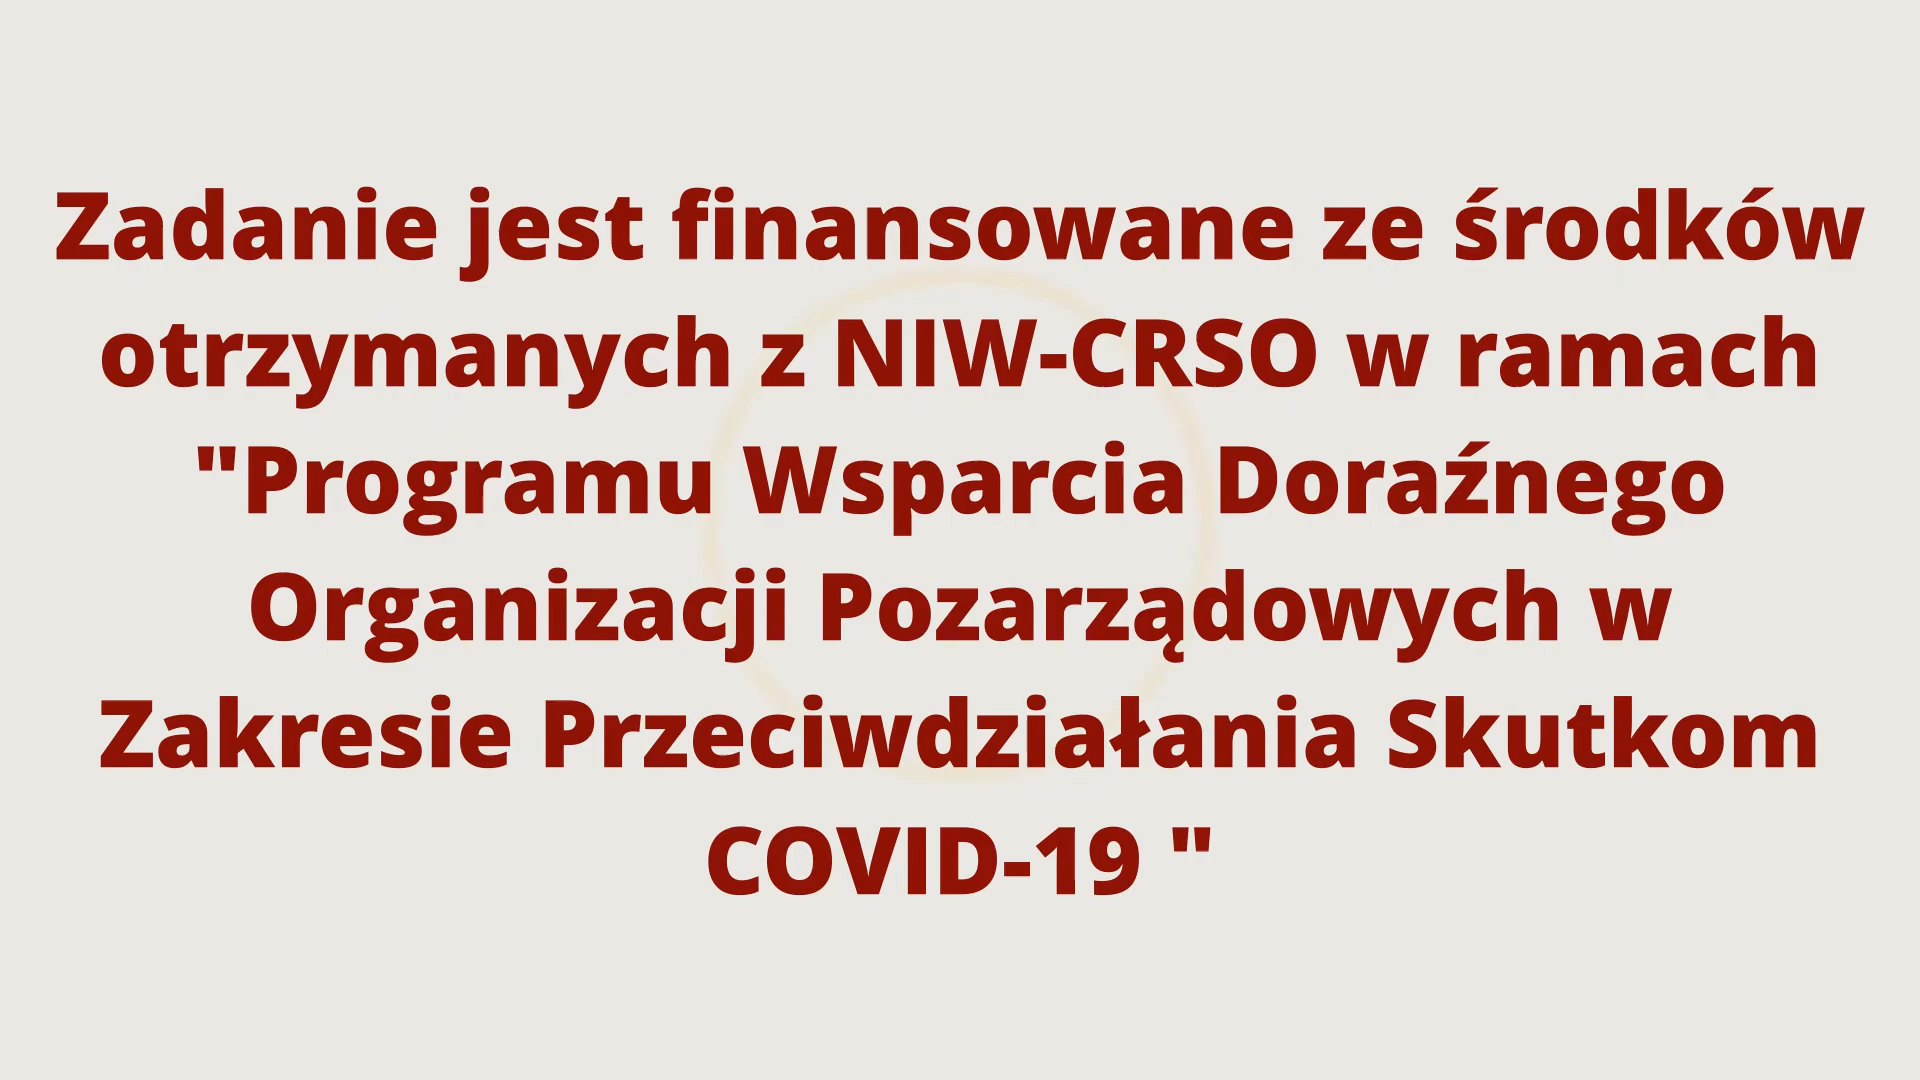 Zadanie jest finansowane ze środków
otrzymanych z NIW-CRSO w ramach
"Programu Wsparcia Doraźnego
Organizacji Pozarządowych w
Zakresie Przeciwdziałania Skutkom
COVID-19 "